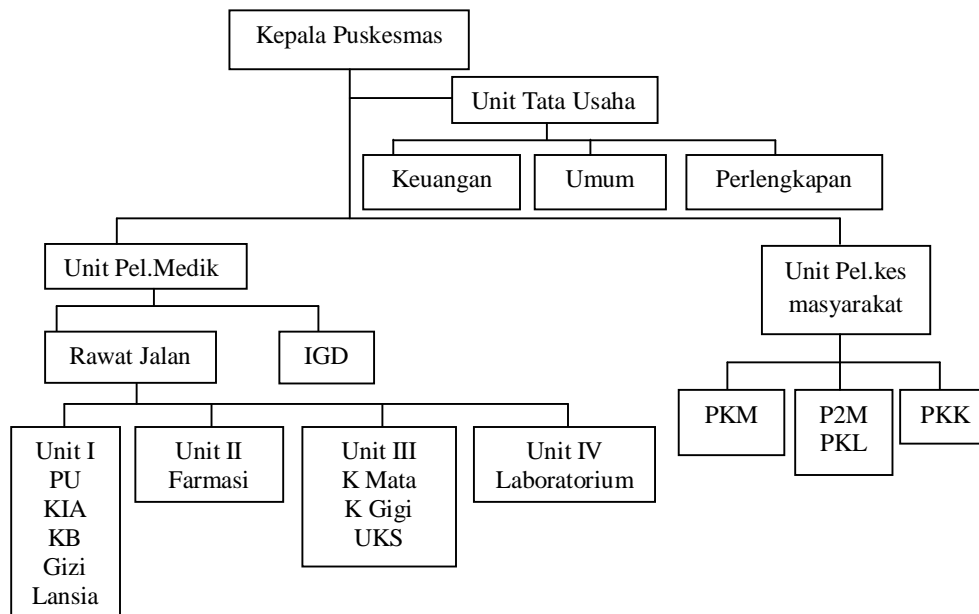 Kepala Puskesmas
Unit Tata Usaha
Keuangan
Umum
Perlengkapan
Unit Pel.Medik
Unit Pel.kes
masyarakat
Rawat Jalan
IGD
PKM
P2M
PKL
PKK
Unit I
PU
KIA
KB
Gizi
Lansia
Unit II
Farmasi
Unit III
K Mata
K Gigi
UKS
Unit IV
Laboratorium